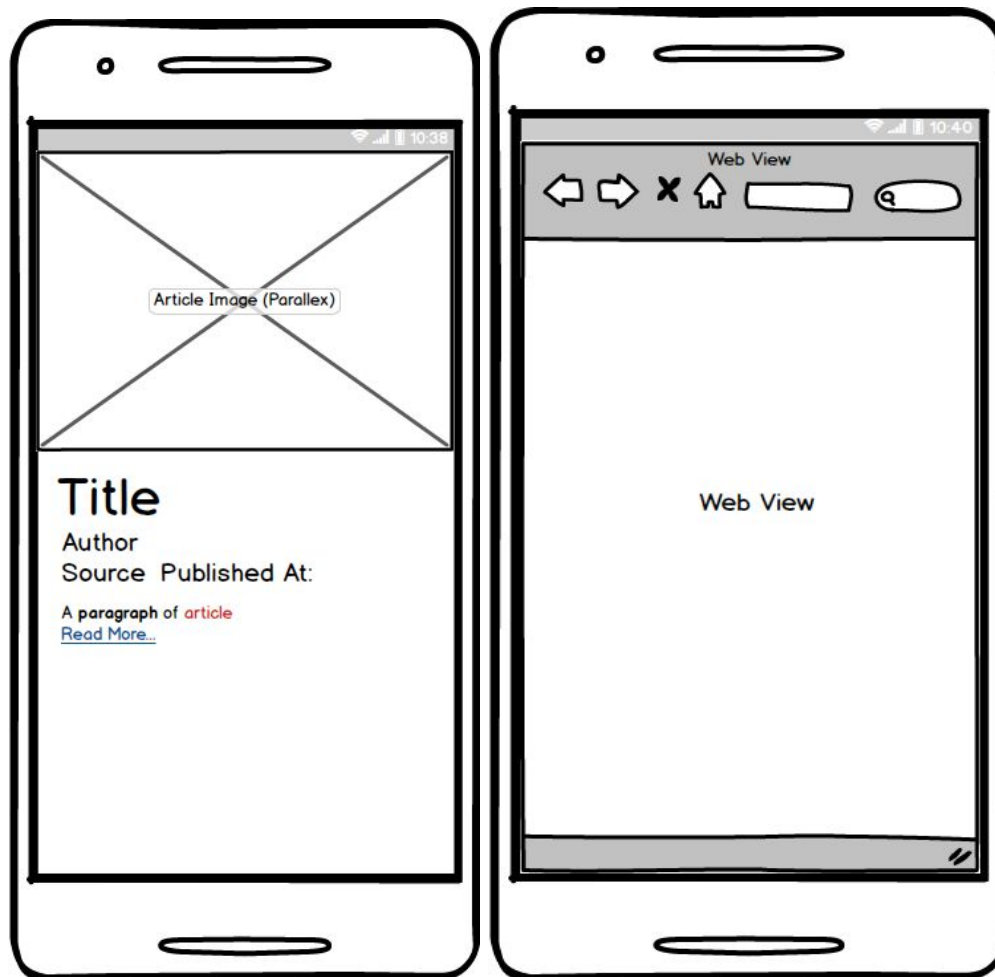 10:38
Article Image (Parallex)
Title
Author
Source Published At:
A paragraph of article
Read More...
10:40
Web View
Web View